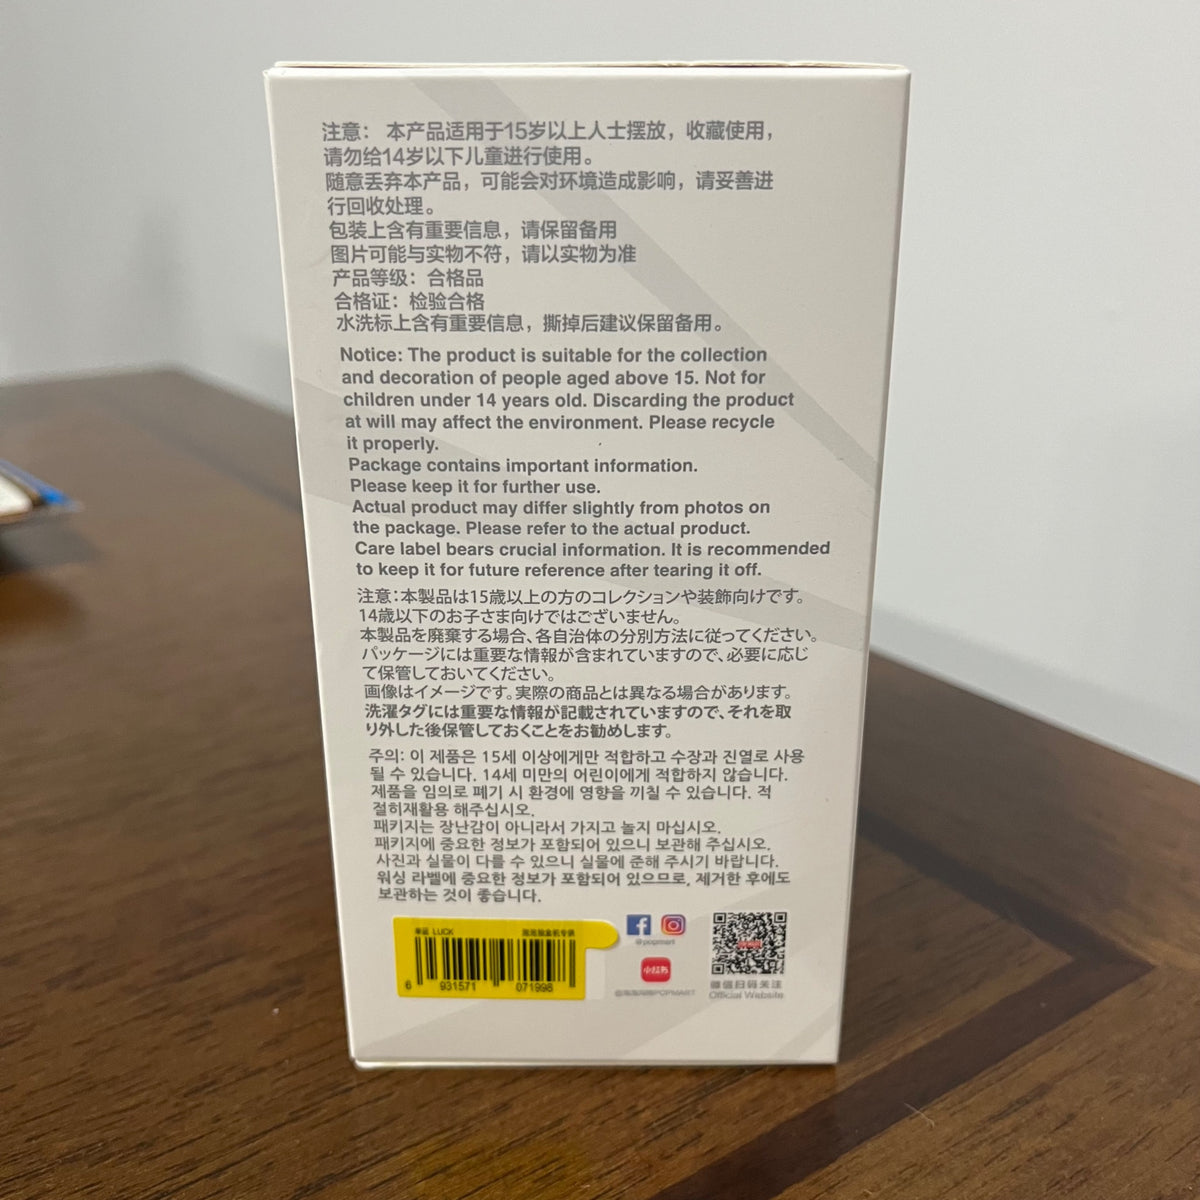 注意： 本产品适用于15岁以上人士摆放，收藏使用，
请勿给14岁以下儿童进行使用。
随意丢弃本产品，可能会对环境造成影响，请妥善进
行回收处理。
包装上含有重要信息，请保留备用
图片可能与实物不符，请以实物为准
产品等级：合格品
合格证：检验合格
水洗标上含有重要信息，撕掉后建议保留备用。
Notice: The product is suitable for the collection
and decoration of people aged above 15. Not for
children under 14 years old. Discarding the product
at will may affect the environment. Please recycle
it properly.
Package contains important information.
Please keep it for further use.
Actual product may differ slightly from photos on
the package. Please refer to the actual product.
Care label bears crucial information. It is recommended
to keep it for future reference after tearing it off.
注意：本製品は15歳以上の方のコレクションや装飾向けです。
14歳以下のお子さま向けではございません。
本製品を廃棄する場合、各自治体の分別方法に従ってください。
パッケージには重要な情報が含まれていますので、必要に応じ
て保管しておいてください。
画像はイメージです。実際の商品とは異なる場合があります。
洗濯タグには重要な情報が記載されていますので、それを取
り外した後保管しておくことをお勧めします。
주의: 이 제품은 15세 이상에게만 적합하고 수장과 진열로 사용
될 수 있습니다. 14세 미만의 어린이에게 적합하지 않습니다.
제품을 임의로 폐기 시 환경에 영향을 끼칠 수 있습니다. 적
절히재활용 해주십시오.
패키지는 장난감이 아니라서 가지고 놀지 마십시오.
패키지에 중요한 정보가 포함되어 있으니 보관해 주십시오.
사진과 실물이 다를 수 있으니 실물에 준해 주시기 바랍니다.
워싱 라벨에 중요한 정보가 포함되어 있으므로, 제거한 후에도
보관하는 것이 좋습니다.
LUCK
6 931571 071998
@popmart
小红书
POPMART
微信扫码关注
Official Website